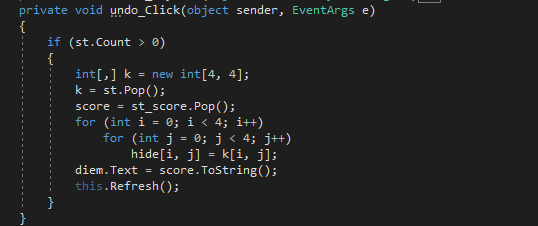 private void undo_Click(object sender, EventArgs e)
{
if (st.Count > 0)
{
int[,] k = new int[4, 4];
k = st.Pop();
score = st_score.Pop();
for (int i = 0; i < 4; i++)
for (int j = 0; j < 4; j++)
hide[i, j] = k[i, j];
diem.Text = score.ToString();
this.Refresh();
}
}